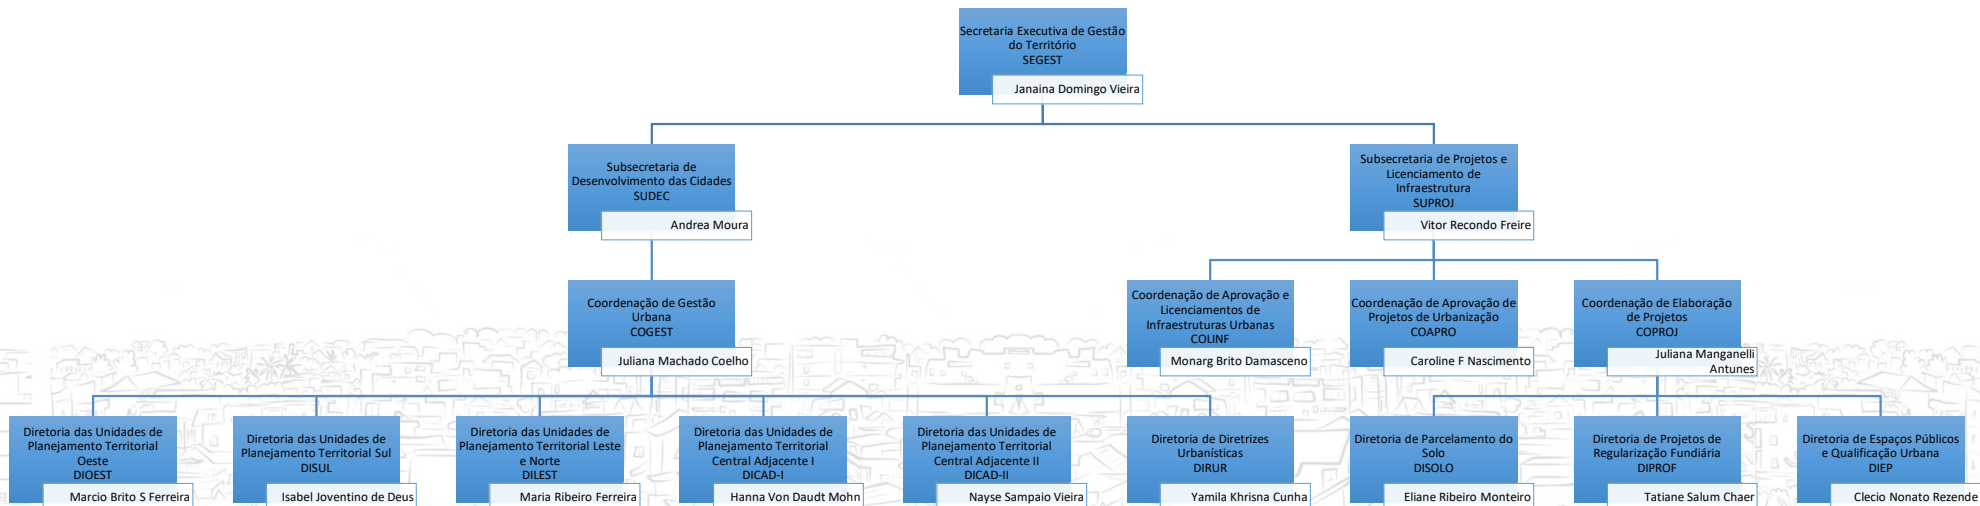 Secretaria Executiva de Gestão
do Território
SEGEST
Janaina Domingo Vieira
Subsecretaria de
Desenvolvimento das Cidades
SUDEC
Andrea Moura
Subsecretaria de Projetos e
Licenciamento de
Infraestrutura
SUPROJ
Vitor Recondo Freire
Coordenação de Gestão
Urbana
COGEST
Juliana Machado Coelho
Coordenação de Aprovação e
Licenciamentos de
Infraestruturas Urbanas
COLINF
Monarg Brito Damasceno
Coordenação de Aprovação de
Projetos de Urbanização
COAPRO
Caroline F Nascimento
Coordenação de Elaboração
de Projetos
COPROJ
Juliana Manganelli
Antunes
Diretoria das Unidades de
Planejamento Territorial
Oeste
DIOEST
Marcio Brito S Ferreira
Diretoria das Unidades de
Planejamento Territorial Sul
DISUL
Isabel Joventino de Deus
Diretoria das Unidades de
Planejamento Territorial Leste
e Norte
DILEST
Maria Ribeiro Ferreira
Diretoria das Unidades de
Planejamento Territorial
Central Adjacente I
DICAD-I
Hanna Von Daudt Mohn
Diretoria das Unidades de
Planejamento Territorial
Central Adjacente II
DICAD-II
Nayse Sampaio Vieira
Diretoria de Diretrizes
Urbanísticas
DIRUR
Yamila Khrisna Cunha
Diretoria de Parcelamento do
Solo
DISOLO
Eliane Ribeiro Monteiro
Diretoria de Projetos de
Regularização Fundiária
DIPROF
Tatiane Salum Chaer
Diretoria de Espaços Públicos
e Qualificação Urbana
DIEP
Clecio Nonato Rezende